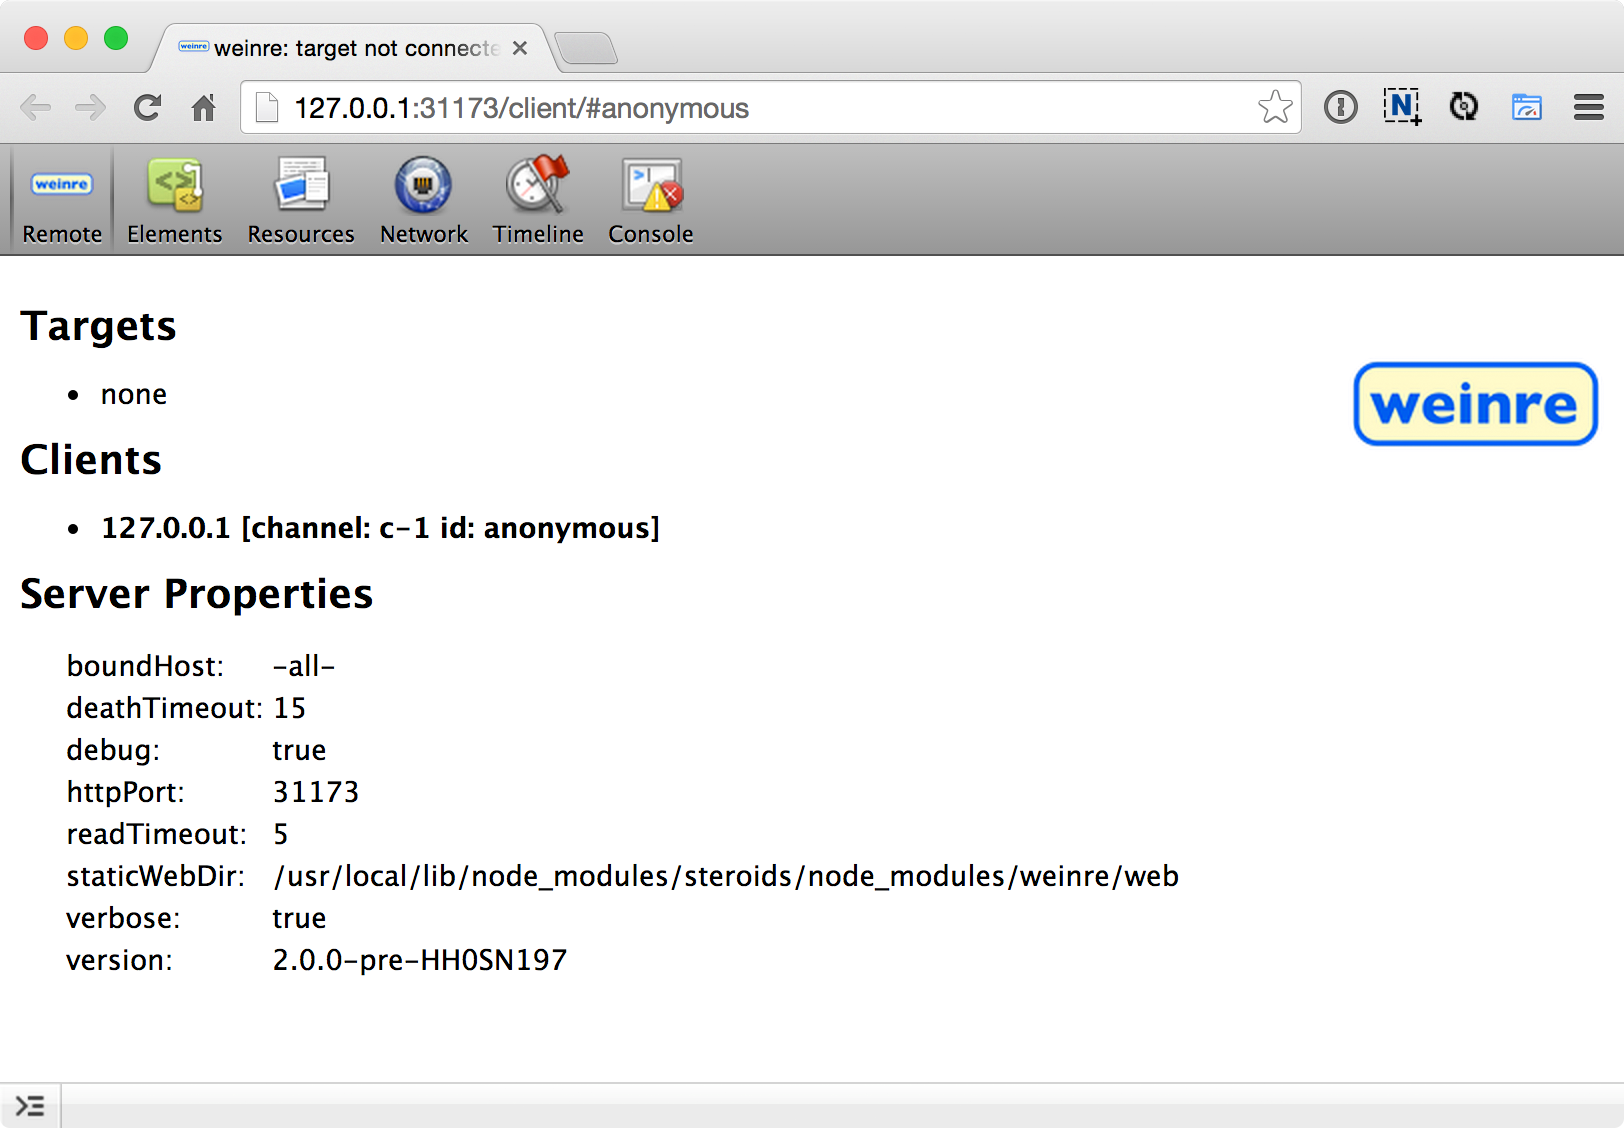 weinre weinre: target not connecte
127.0.0.1:31173/client/#anonymous
N
weinre
Remote Elements Resources Network Timeline Console
Targets
• none
weinre
Clients
• 127.0.0.1 [channel: c-1 id: anonymous]
Server Properties
boundHost: -all-
deathTimeout: 15
debug: true
httpPort: 31173
readTimeout: 5
staticWebDir: /usr/local/lib/node_modules/steroids/node_modules/weinre/web
verbose: true
version: 2.0.0-pre-HH0SN197